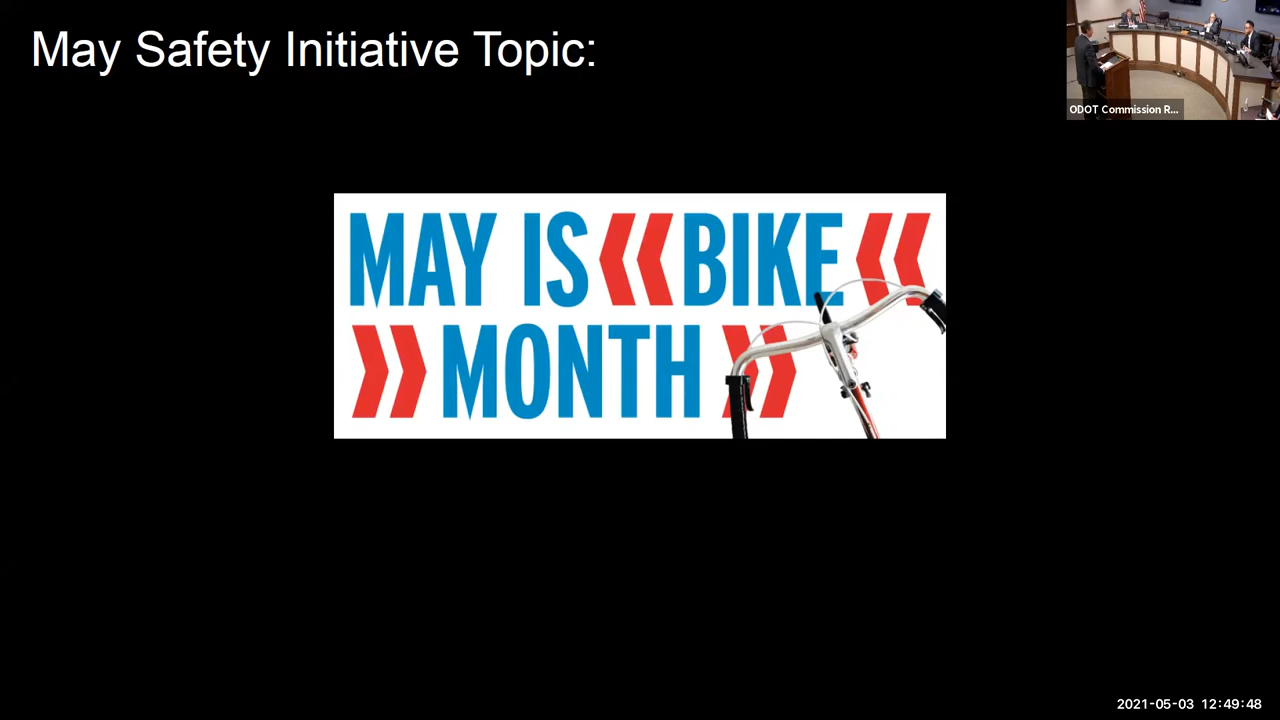 May Safety Initiative Topic:
ODOT Commission R...
MAY IS BIKE
MONTH
2021-05-03 12:49:48